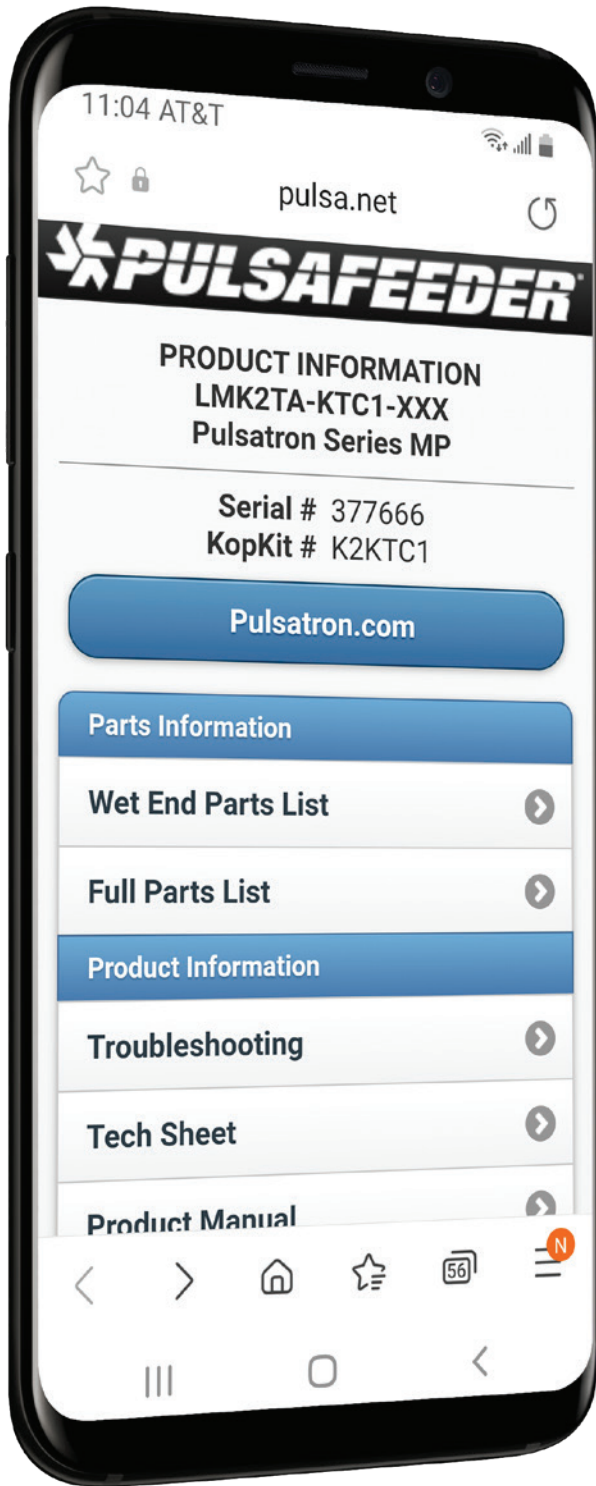 11:04 AT&T
pulsa.net
PULSAFEEDER
PRODUCT INFORMATION
LMK2TA-KTC1-XXX
Pulsatron Series MP
Serial # 377666
KopKit # K2KTC1
Pulsatron.com
Parts Information
Wet End Parts List
Full Parts List
Product Information
Troubleshooting
Tech Sheet
Product Manual
56
N